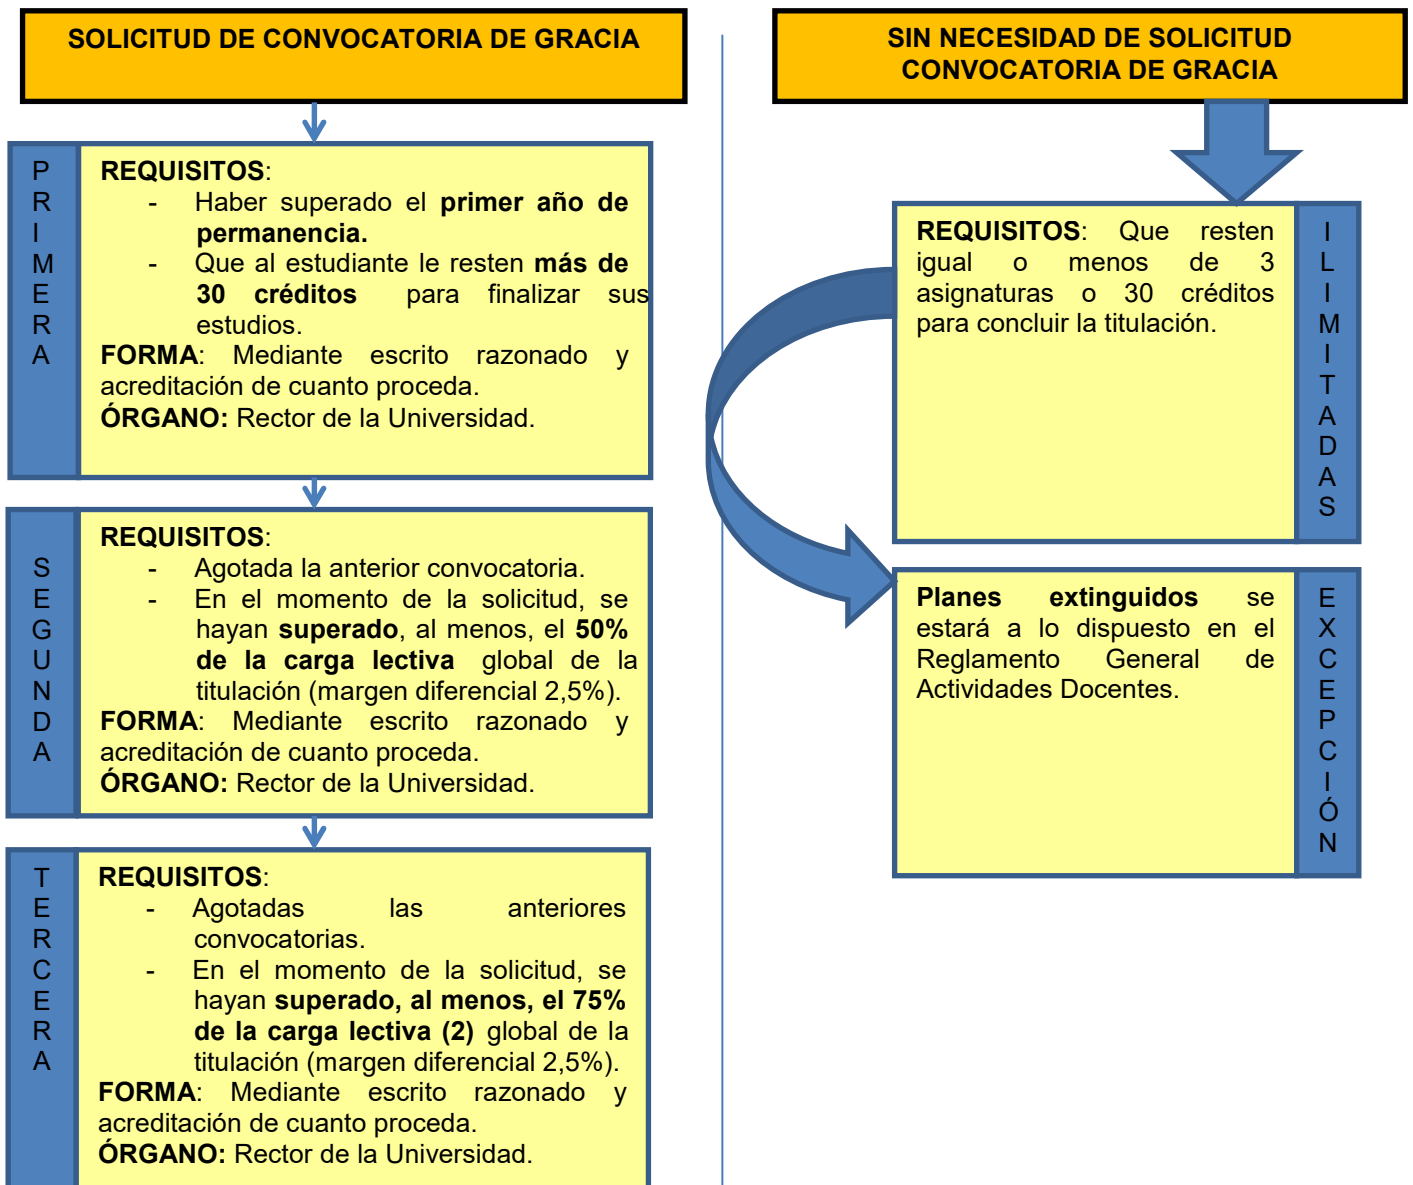 SOLICITUD DE CONVOCATORIA DE GRACIA
PRIMERA
REQUISITOS:
- Haber superado el primer año de
permanencia.
- Que al estudiante le resten más de
30 créditos para finalizar sus
estudios.
FORMA: Mediante escrito razonado y
acreditación de cuanto proceda.
ÓRGANO: Rector de la Universidad.
SEGUNDA
REQUISITOS:
- Agotada la anterior convocatoria.
- En el momento de la solicitud, se
hayan superado, al menos, el 50%
de la carga lectiva global de la
titulación (margen diferencial 2,5%).
FORMA: Mediante escrito razonado y
acreditación de cuanto proceda.
ÓRGANO: Rector de la Universidad.
TERCERA
REQUISITOS:
- Agotadas las anteriores
convocatorias.
- En el momento de la solicitud, se
hayan superado, al menos, el 75%
de la carga lectiva (2) global de la
titulación (margen diferencial 2,5%).
FORMA: Mediante escrito razonado y
acreditación de cuanto proceda.
ÓRGANO: Rector de la Universidad.
SIN NECESIDAD DE SOLICITUD
CONVOCATORIA DE GRACIA
REQUISITOS: Que resten
igual o menos de 3
asignaturas o 30 créditos
para concluir la titulación.
ILIMITADAS
Planes extinguidos se
estará a lo dispuesto en el
Reglamento General de
Actividades Docentes.
EXCEPCIÓN